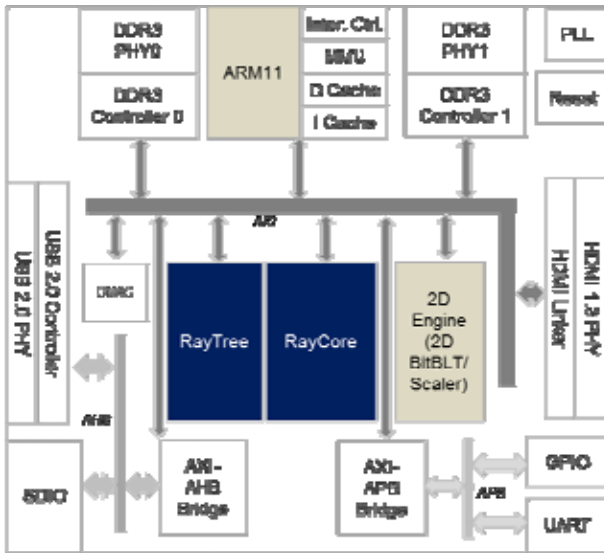 DDR3
PHY0
DDR3
Controller 0
ARM11
Inter. Ctrl.
MMU
D Cache
I Cache
DDR3
PHY1
DDR3
Controller 1
PLL
Reset
AXI
USB 2.0 PHY
USB 2.0 Controller
DMAC
RayTree
RayCore
2D
Engine
(2D
BitBLT/
Scaler)
HDMI Linker
HDMI 1.3 PHY
AHB
SDIO
AXI-
AHB
Bridge
AXI-
APB
Bridge
APB
GPIO
UART